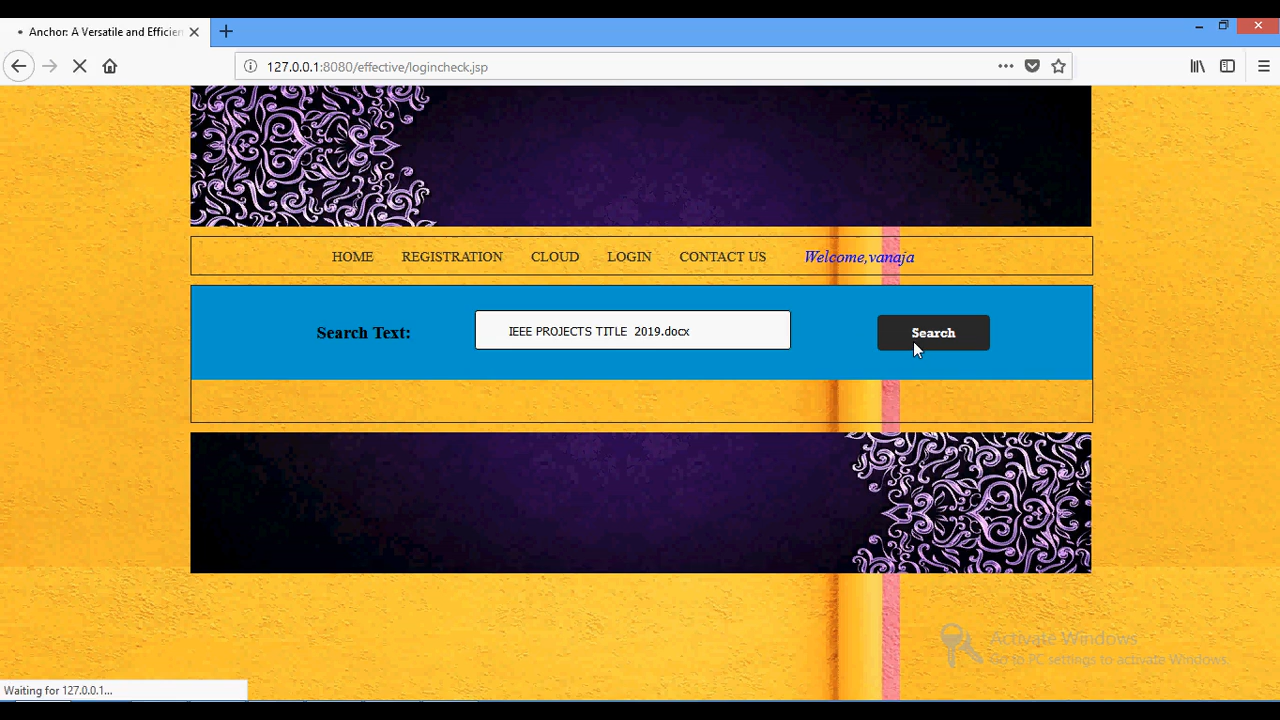 Anchor: A Versatile and Efficien
127.0.0.1:8080/effective/logincheck.jsp
HOME REGISTRATION CLOUD LOGIN CONTACT US Welcome,vanaja
Search Text: IEEE PROJECTS TITLE 2019.docx Search
Activate Windows
Go to PC settings to activate Windows.
Waiting for 127.0.0.1...